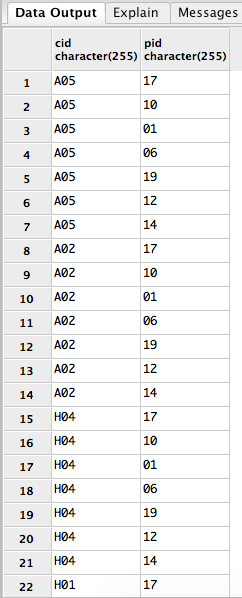 Data Output Explain Messages
cid pid
character(255) character(255)
1 A05 17
2 A05 10
3 A05 01
4 A05 06
5 A05 19
6 A05 12
7 A05 14
8 A02 17
9 A02 10
10 A02 01
11 A02 06
12 A02 19
13 A02 12
14 A02 14
15 H04 17
16 H04 10
17 H04 01
18 H04 06
19 H04 19
20 H04 12
21 H04 14
22 H01 17